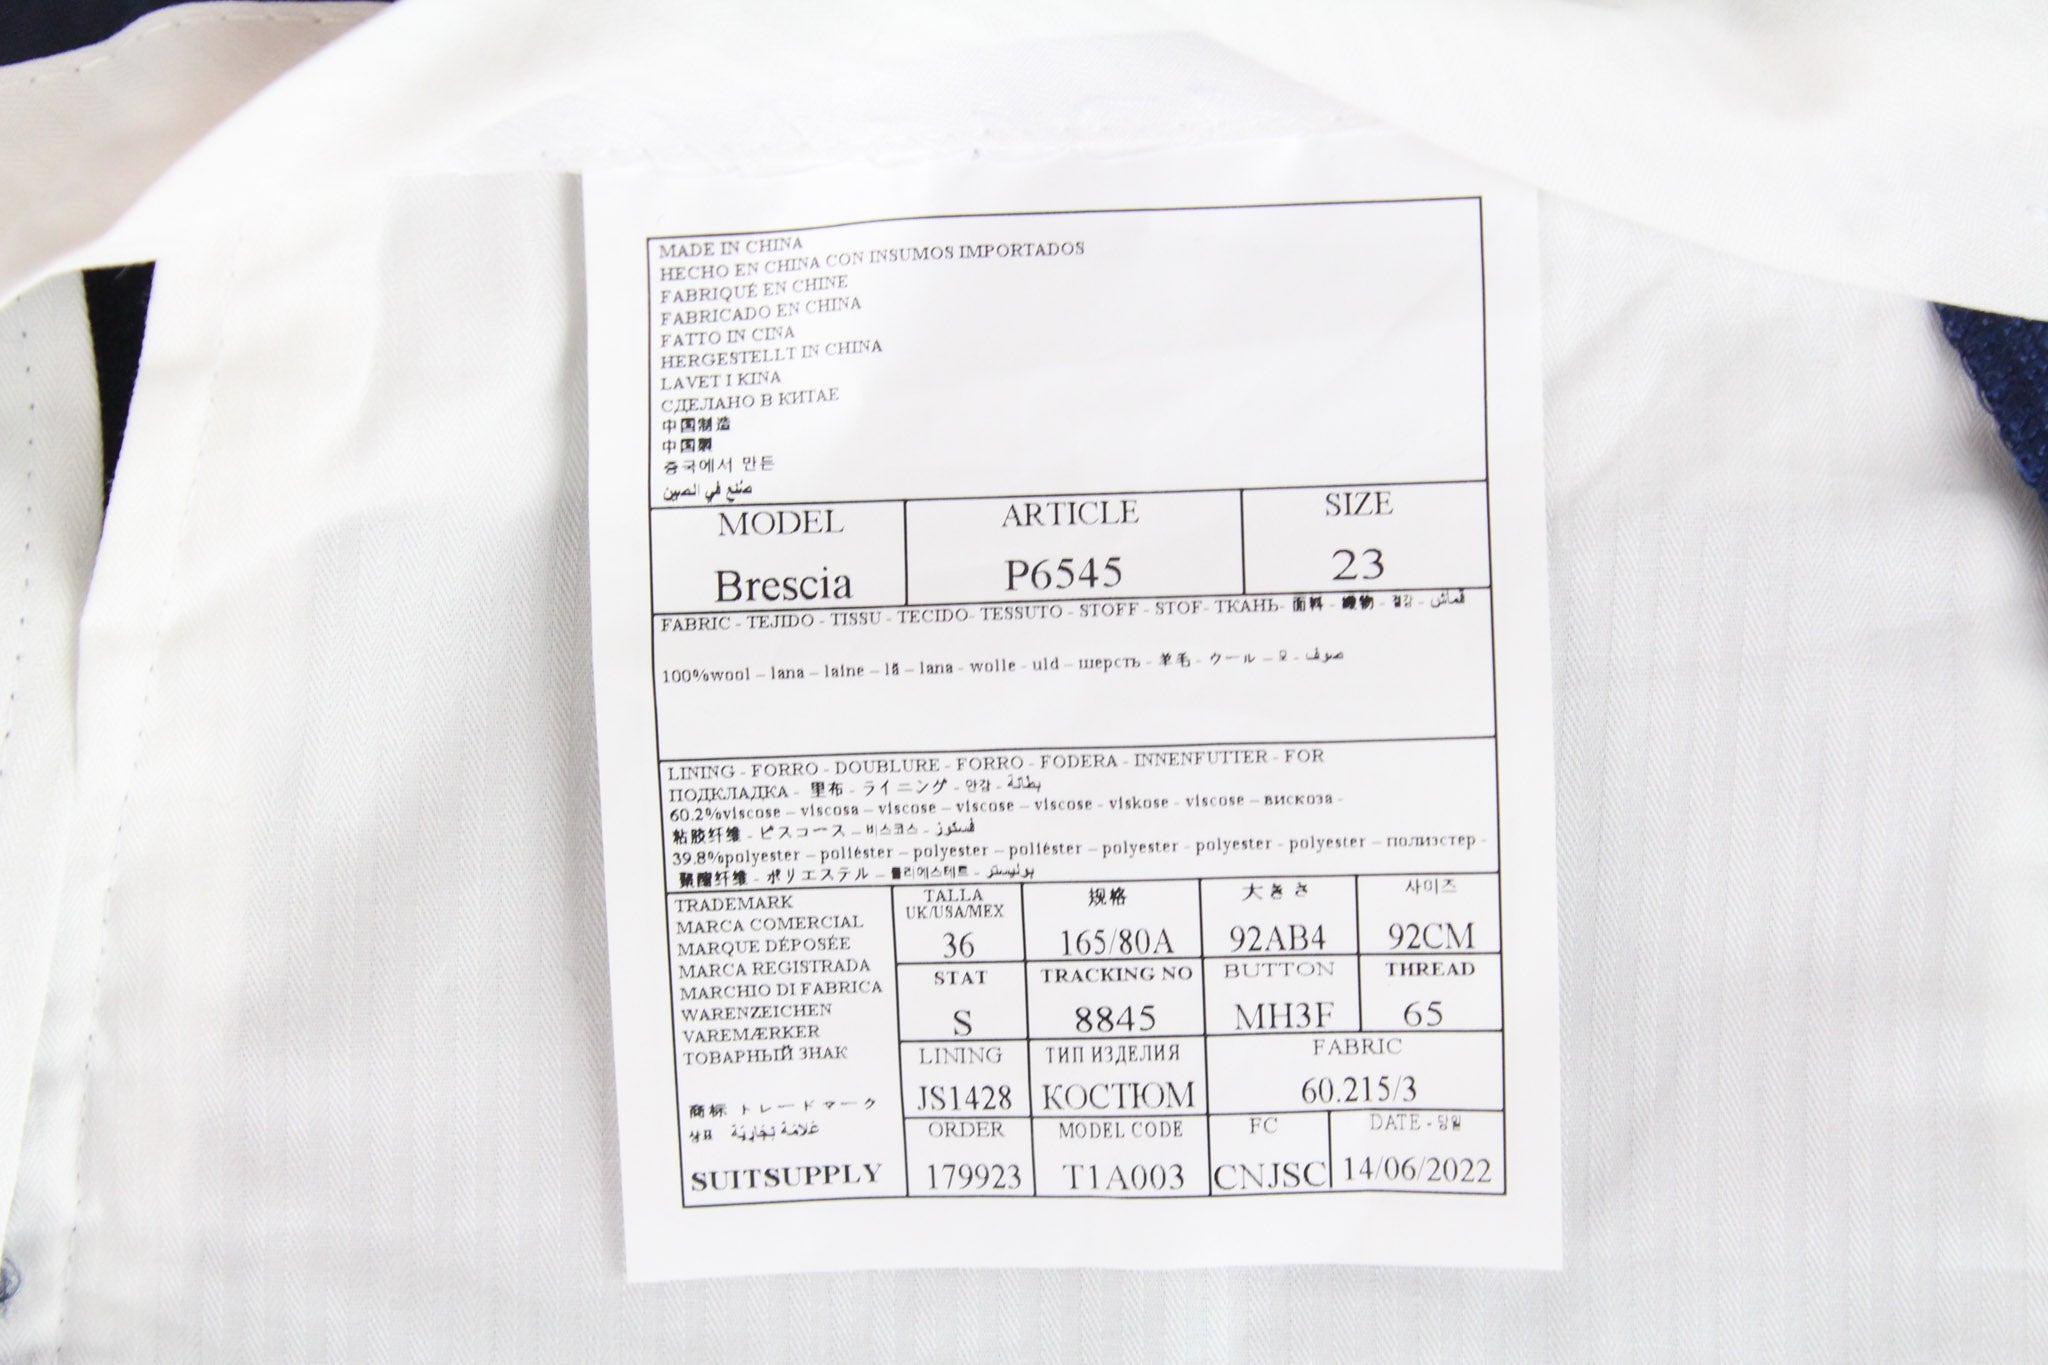 MADE IN CHINA
HECHO EN CHINA CON INSUMOS IMPORTADOS
FABRIQUÉ EN CHINE
FABRICADO EN CHINA
FATTO IN CINA
HERGESTELLT IN CHINA
LAVET I KINA
СДЕЛАНО В КИТАЕ
中国制造
中国製
중국에서 만든
صُنع في الصين
MODEL ARTICLE SIZE
Brescia P6545 23
FABRIC - TEJIDO - TISSU - TECIDO- TESSUTO - STOFF - STOF- ТКАНЬ- 面料 - 織物 - 겉감 - قماش
100%wool – lana – laine – lã – lana - wolle - uld – шерсть - 羊毛 - ウール – 모 - صوف
LINING - FORRO - DOUBLURE - FORRO - FODERA - INNENFUTTER - FOR
ПОДКЛАДКА - 里布 - ライニング - 안감 - بطانة
60.2%viscose – viscosa – viscose – viscose – viscose - viskose - viscose – вискоза -
粘胶纤维 - ビスコース – 비스코스 - فسكوز
39.8%polyester – poliéster – polyester – poliéster – polyester - polyester - polyester – полиэстер -
聚酯纤维 - ポリエステル – 폴리에스테르 - بوليستر
TRADEMARK
MARCA COMERCIAL
MARQUE DÉPOSÉE
MARCA REGISTRADA
MARCHIO DI FABRICA
WARENZEICHEN
VAREMÆRKER
ТОВАРНЫЙ ЗНАК
商标 トレードマーク
상표 عَلامَة تِجَارِيّة
SUITSUPPLY
TALLA 规格 大きさ 사이즈
UK/USA/MEX
36 165/80A 92AB4 92CM
STAT TRACKING NO BUTTON THREAD
S 8845 MH3F 65
LINING ТИП ИЗДЕЛИЯ FABRIC
JS1428 КОСТЮМ 60.215/3
ORDER MODEL CODE FC DATE -
179923 T1A003 CNJSC 14/06/2022